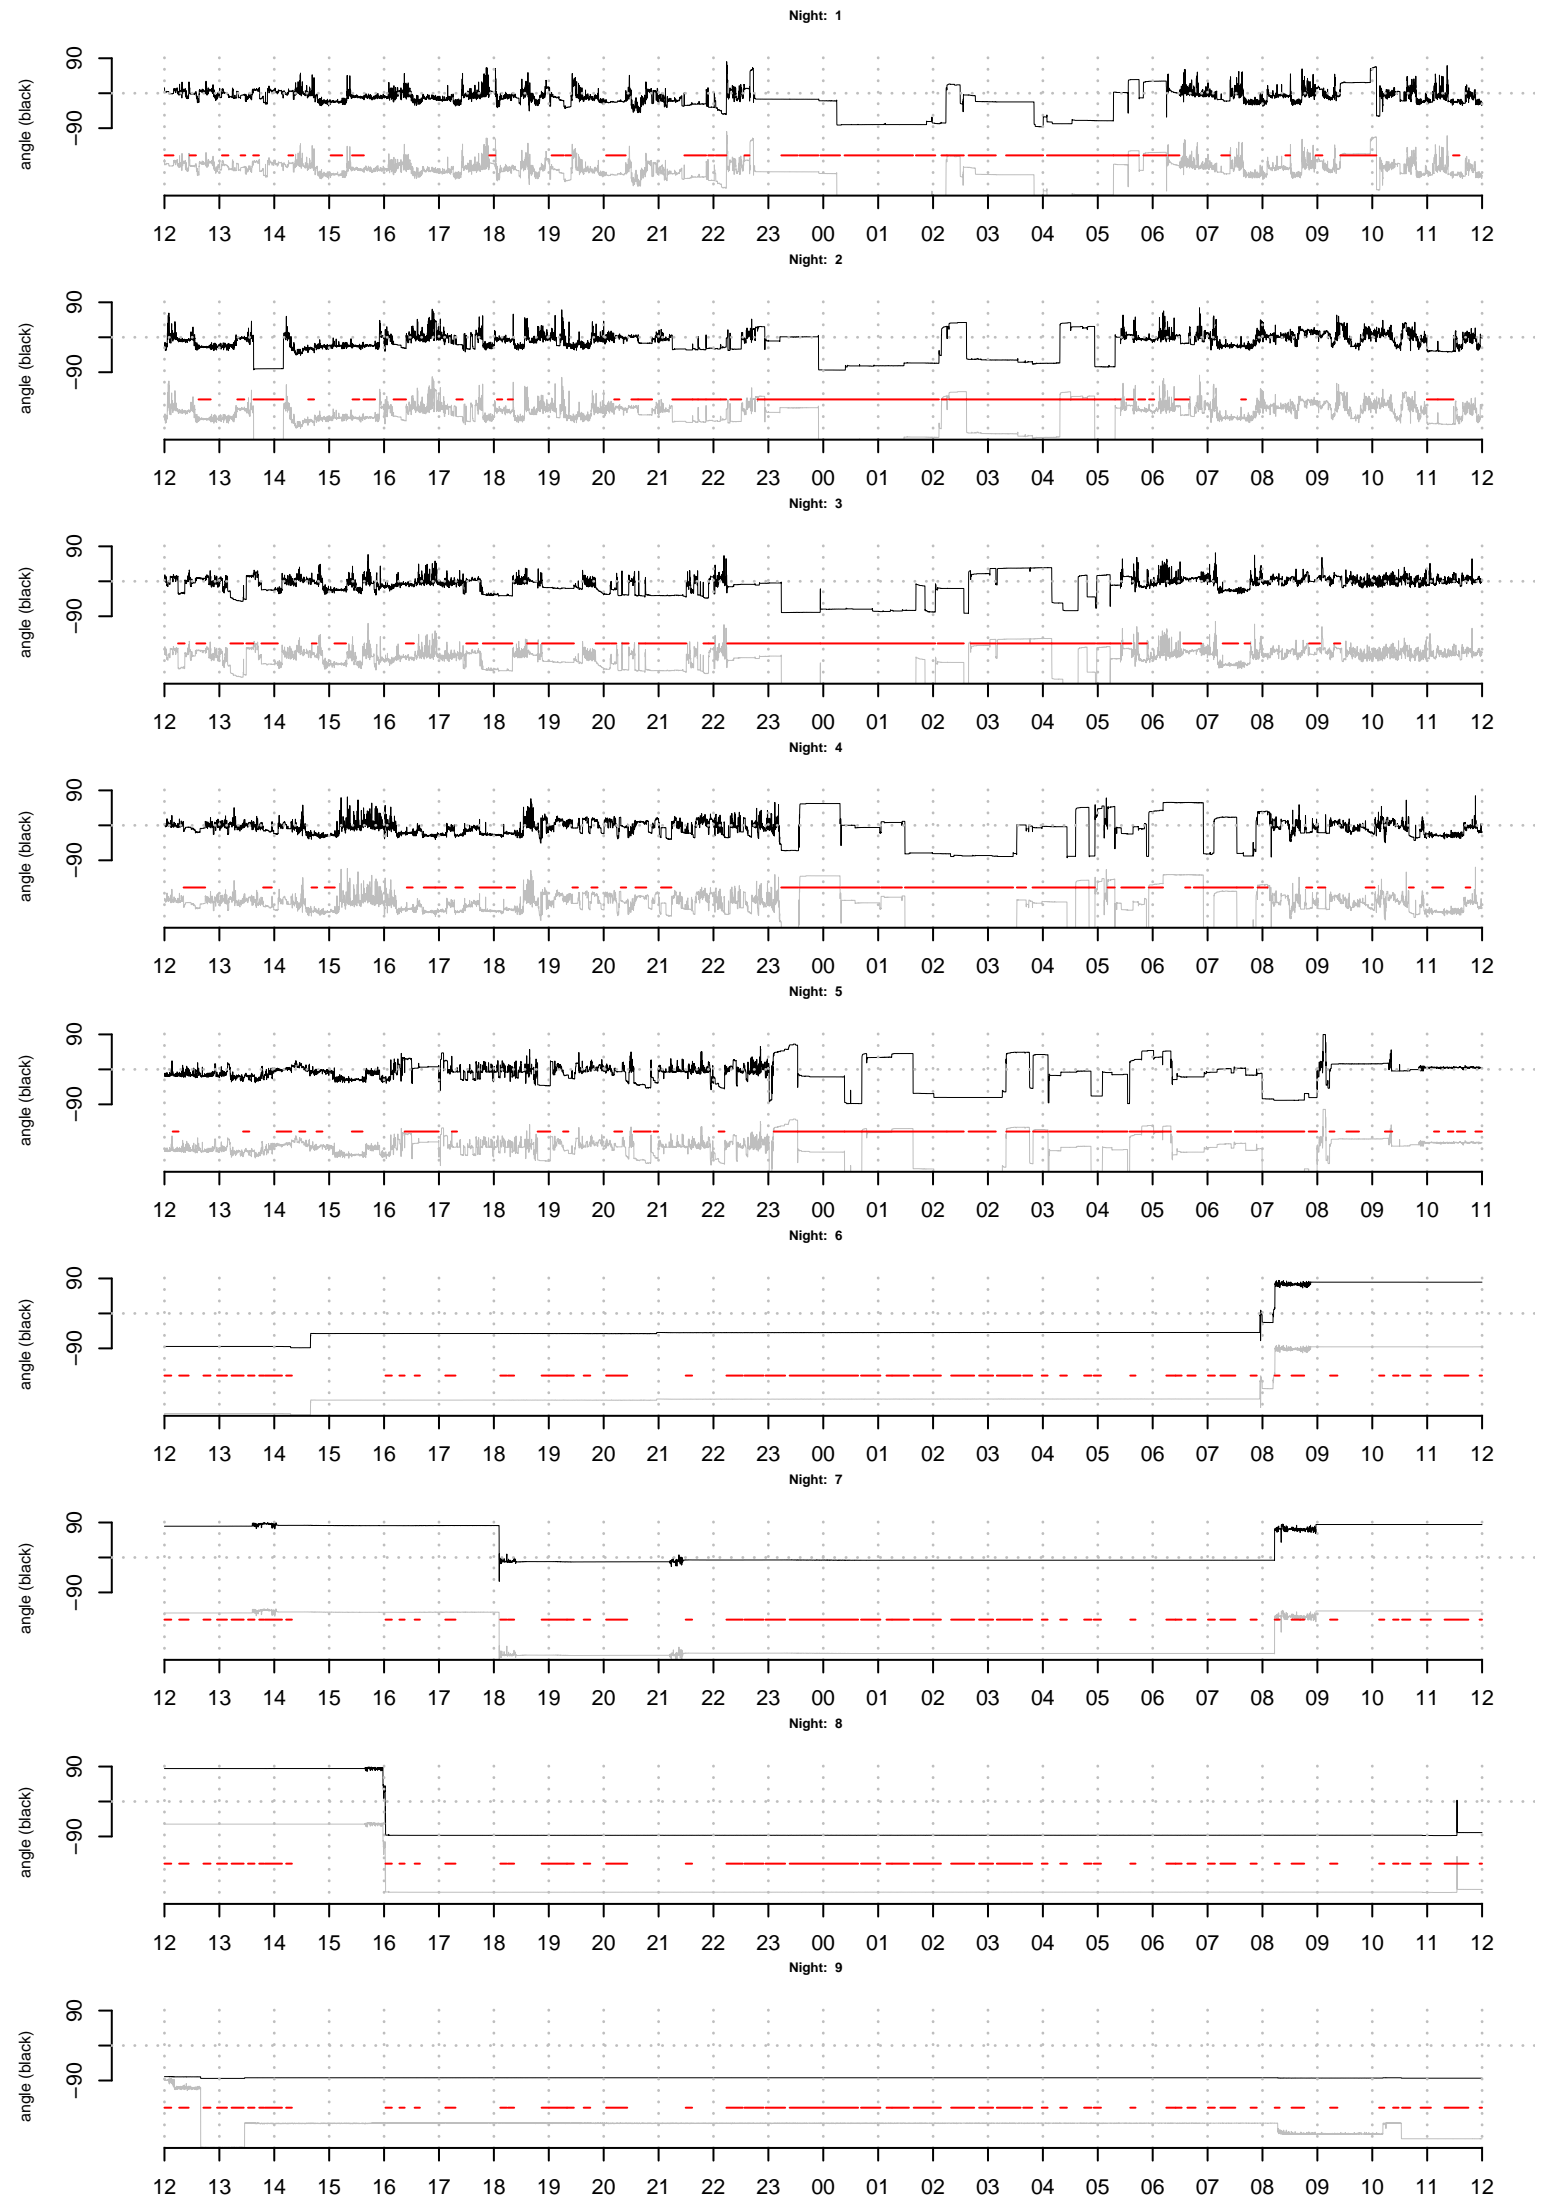 Night: 1
90
-90
angle (black)
12 13 14 15 16 17 18 19 20 21 22 23 00 01 02 03 04 05 06 07 08 09 10 11 12
Night: 2
90
-90
angle (black)
12 13 14 15 16 17 18 19 20 21 22 23 00 01 02 03 04 05 06 07 08 09 10 11 12
Night: 3
90
-90
angle (black)
12 13 14 15 16 17 18 19 20 21 22 23 00 01 02 03 04 05 06 07 08 09 10 11 12
Night: 4
90
-90
angle (black)
12 13 14 15 16 17 18 19 20 21 22 23 00 01 02 03 04 05 06 07 08 09 10 11 12
Night: 5
90
-90
angle (black)
12 13 14 15 16 17 18 19 20 21 22 23 00 01 02 02 04 05 06 07 08 09 10 10 11
Night: 6
90
-90
angle (black)
12 13 14 15 16 17 18 19 20 21 22 23 00 01 02 03 04 05 06 07 08 09 10 11 12
Night: 7
90
-90
angle (black)
12 13 14 15 16 17 18 19 20 21 22 23 00 01 02 03 04 05 06 07 08 09 10 11 12
Night: 8
90
-90
angle (black)
12 13 14 15 16 17 18 19 20 21 22 23 00 01 02 03 04 05 06 07 08 09 10 11 12
Night: 9
90
-90
angle (black)
12 13 14 15 16 17 18 19 20 21 22 23 00 01 02 03 04 05 06 07 08 09 10 11 12